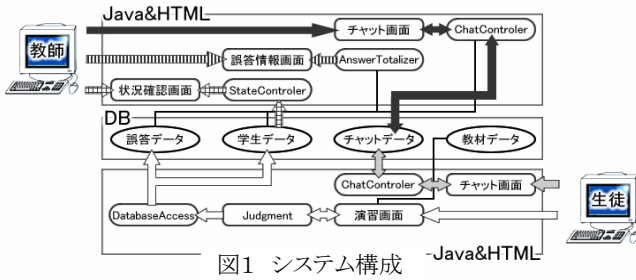 Java&HTML
教師
チャット画面
ChatControler
誤答情報画面
AnswerTotalizer
状況確認画面
StateControler
DB
誤答データ
学生データ
チャットデータ
教材データ
ChatControler
チャット画面
生徒
DatabaseAccess
Judgment
演習画面
Java&HTML
図1 システム構成